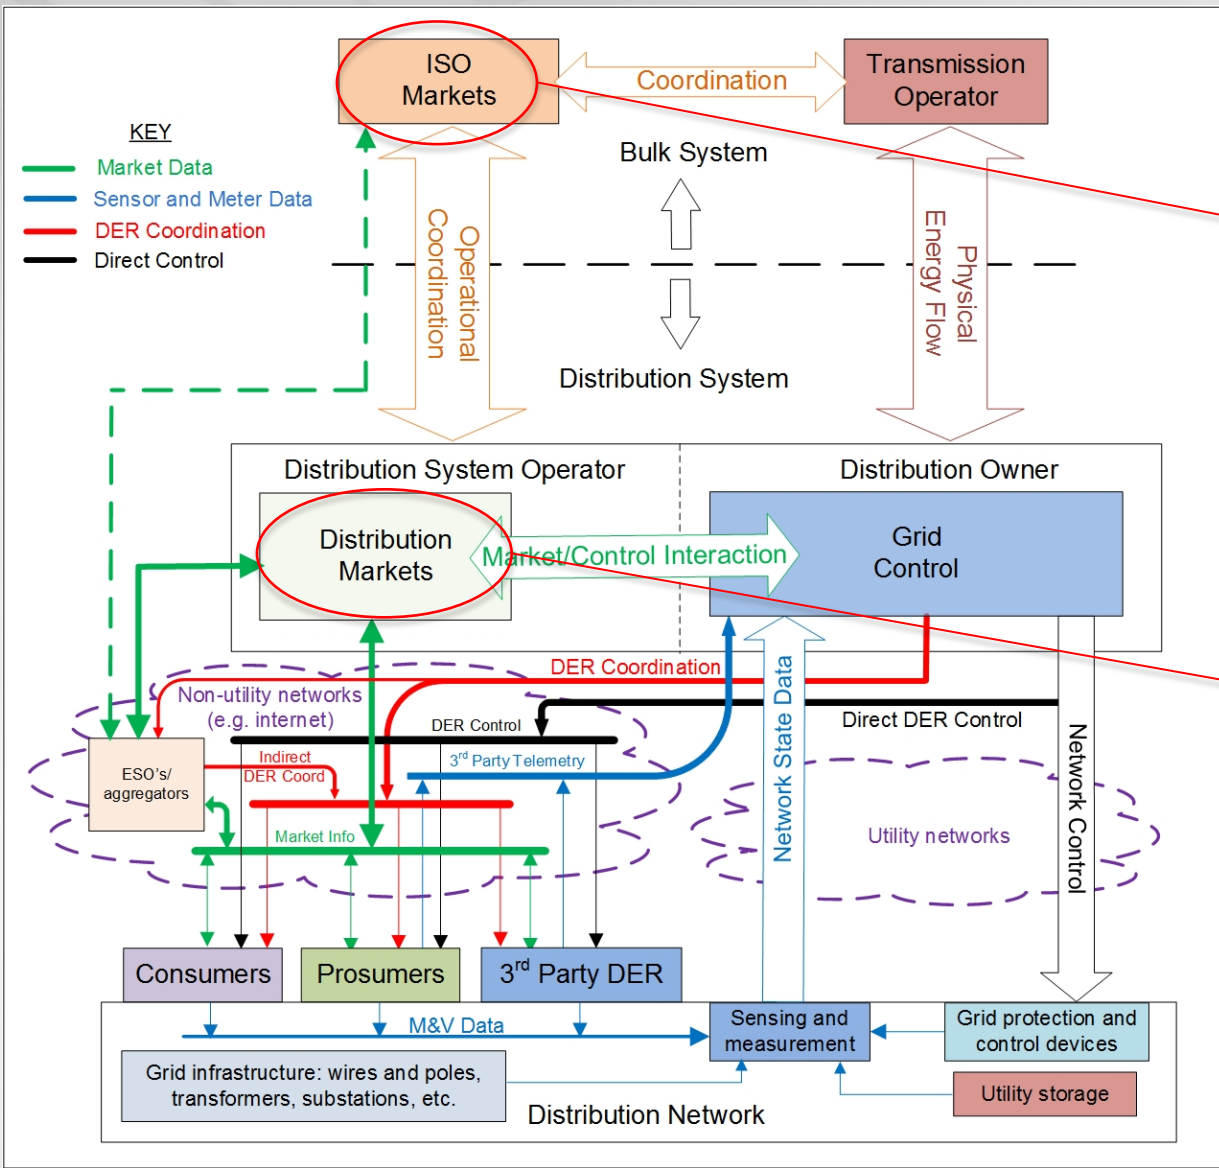 ISO
Markets
Coordination
Transmission
Operator
KEY
Market Data
Sensor and Meter Data
DER Coordination
Direct Control
Bulk System
Operational
Coordination
Physical
Energy Flow
Distribution System
Distribution System Operator
Distribution Owner
Distribution
Markets
Market/Control Interaction
Grid
Control
DER Coordination
Non-utility networks
(e.g. internet)
DER Control
Direct DER Control
ESO's/
aggregators
Indirect
DER Coord
3rd Party Telemetry
Market Info
Network State Data
Utility networks
Network Control
Consumers
Prosumers
3rd Party DER
M&V Data
Sensing and
measurement
Grid protection and
control devices
Grid infrastructure: wires and poles,
transformers, substations, etc.
Utility storage
Distribution Network